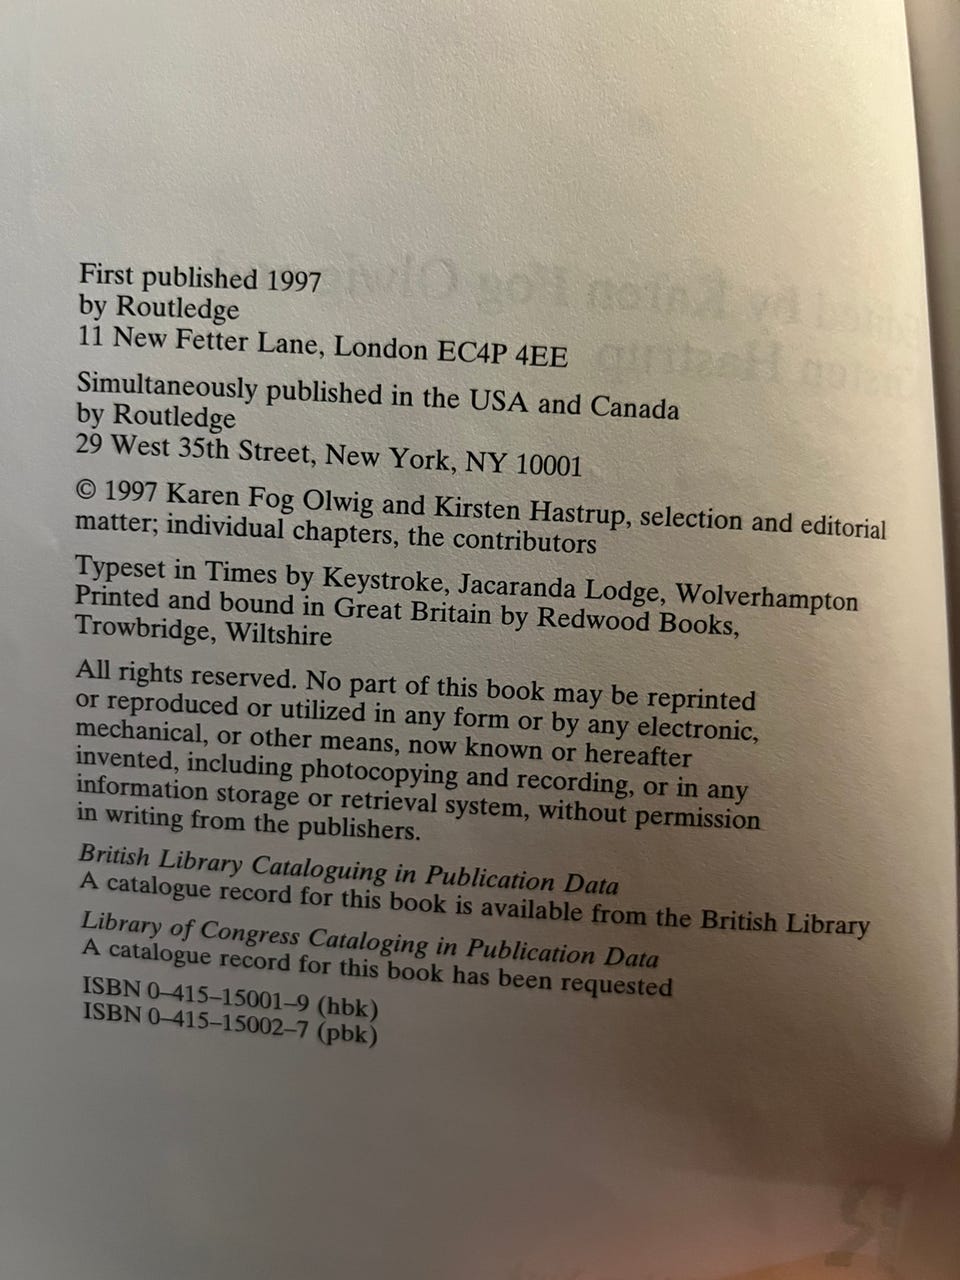 First published 1997
by Routledge
11 New Fetter Lane, London EC4P 4EE
Simultaneously published in the USA and Canada
by Routledge
29 West 35th Street, New York, NY 10001
© 1997 Karen Fog Olwig and Kirsten Hastrup, selection and editorial
matter; individual chapters, the contributors
Typeset in Times by Keystroke, Jacaranda Lodge, Wolverhampton
Printed and bound in Great Britain by Redwood Books,
Trowbridge, Wiltshire
All rights reserved. No part of this book may be reprinted
or reproduced or utilized in any form or by any electronic,
mechanical, or other means, now known or hereafter
invented, including photocopying and recording, or in any
information storage or retrieval system, without permission
in writing from the publishers.
British Library Cataloguing in Publication Data
A catalogue record for this book is available from the British Library
Library of Congress Cataloging in Publication Data
A catalogue record for this book has been requested
ISBN 0–415–15001–9 (hbk)
ISBN 0–415–15002–7 (pbk)